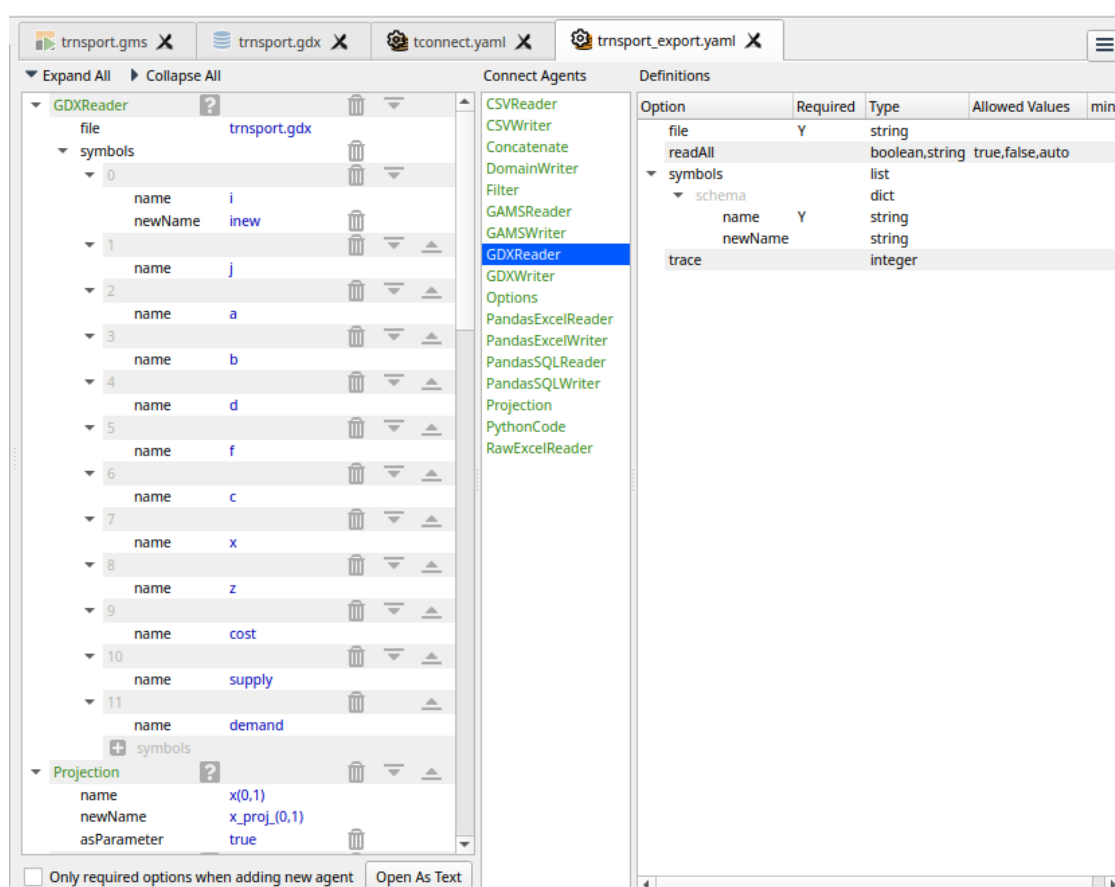 trnsport.gms trnsport.gdx tconnect.yaml trnsport_export.yaml
Expand All Collapse All Connect Agents Definitions
GDXReader ?
file trnsport.gdx
symbols
0
name i
newName inew
1
name j
2
name a
3
name b
4
name d
5
name f
6
name c
7
name x
8
name z
9
name cost
10
name supply
11
name demand
symbols
Projection ?
name x(0,1)
newName x_proj_(0,1)
asParameter true
Only required options when adding new agent Open As Text
CSVReader
CSVWriter
Concatenate
DomainWriter
Filter
GAMSReader
GAMSWriter
GDXReader
GDXWriter
Options
PandasExcelReader
PandasExcelWriter
PandasSQLReader
PandasSQLWriter
Projection
PythonCode
RawExcelReader
Option Required Type Allowed Values min
file Y string
readAll boolean,string true,false,auto
symbols list
schema dict
name Y string
newName string
trace integer